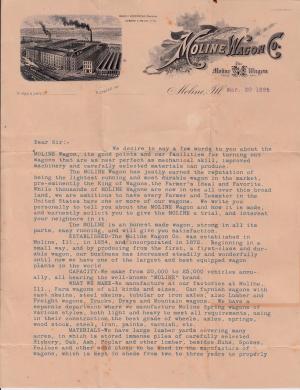 MOLINE WAGON CO.
The Moline Wagon
Moline, Ill. Mar. 20
Dear Sir:-
We desire to say a few words to you about the
MOLINE Wagon, its good points and our facilities for turning out
wagons that are as near perfect as mechanical skill, improved
machinery and carefully selected materials can produce.
The MOLINE Wagon has justly earned the reputation of
being the lightest running and most durable wagon in the market,
pre-eminently the King of Wagons, the Farmer's Ideal and Favorite.
While thousands of MOLINE Wagons are now in use all over this broad
land, we are ambitious to have every Farmer and Teamster in the
United States have one or more of our wagons. We write you
personally to tell you about the MOLINE Wagon and how it is made,
and earnestly solicit you to give the MOLINE a trial, and interest
your neighbors in it.
The MOLINE is an honest made wagon, strong in all its
parts, easy running, and will give you satisfaction.
ESTABLISHED-The Moline Wagon Co. was established in
Moline, Ill., in 1854, and incorporated in 1872. Beginning in a
small way, and by producing from the first, a first-class and dur-
able wagon, our business has increased steadily and wonderfully
until now we have one of the largest and best equipped wagon
plants in the world.
CAPACITY-We make from 20,000 to 25,000 vehicles annu-
ally, all bearing the well-known "MOLINE" brand.
WHAT WE MAKE-We manufacture at our factories at Moline,
Ill., Farm wagons of all kinds and sizes. Our furnish wagons with
cast skeins, steel skeins, tubular or iron axles; also Lumber and
Freight wagons, Trucks, Drays and Mountain wagons. We have a
separate department where we manufacture Moline Spring Wagons of
various styles, both light and heavy to meet all requirements, using
in their construction the best grade of wheels, axles, springs,
wood stock, steel, iron, paints, varnish, etc.
MATERIALS-We have large lumber yards covering many
acres, in which is stored immense piles of carefully selected
Hickory, Oak, Ash, Poplar and other lumber, besides Hubs, Spokes,
Felloes and other wood stock to be used in the manufacture of
wagons, which is kept in sheds from two to three years to properly